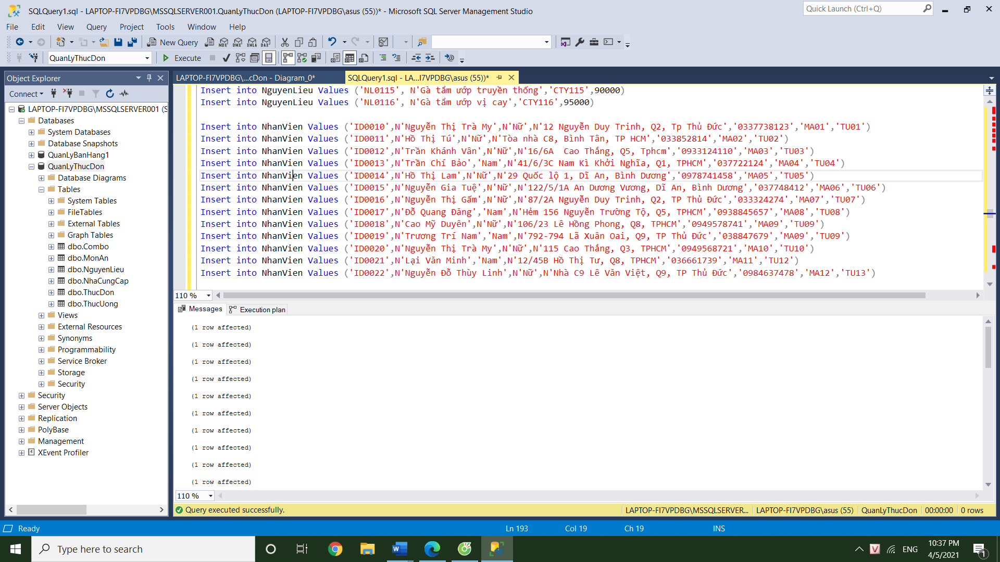 SQLQuery1.sql - LAPTOP-FI7VPDBG\MSSQLSERVER001.QuanLyThucDon (LAPTOP-FI7VPDBG\asus (55))* - Microsoft SQL Server Management Studio
Quick Launch (Ctrl+Q)
File Edit View Query Project Tools Window Help
New Query
MDX DMX XMLA DAX
QuanLyThucDon
Execute
Object Explorer
LAPTOP-FI7VPDBG\...cDon - Diagram_0*
SQLQuery1.sql - LA...I7VPDBG\asus (55))*
Connect
LAPTOP-FI7VPDBG\MSSQLSERVER001 (S
Databases
System Databases
Database Snapshots
QuanLyBanHang1
QuanLyThucDon
Database Diagrams
Tables
System Tables
FileTables
External Tables
Graph Tables
dbo.Combo
dbo.MonAn
dbo.NguyenLieu
dbo.NhaCungCap
dbo.ThucDon
dbo.ThucUong
Views
External Resources
Synonyms
Programmability
Service Broker
Storage
Security
Security
Server Objects
Replication
PolyBase
Management
XEvent Profiler
Insert into NguyenLieu Values ('NL0115', N'Gà tẩm ướp truyền thống','CTY115',90000)
Insert into NguyenLieu Values ('NL0116', N'Gà tẩm ướp vị cay','CTY116',95000)
Insert into NhanVien Values ('ID0010',N'Nguyễn Thị Trà My',N'Nữ',N'12 Nguyễn Duy Trinh, Q2, Tp Thủ Đức','0337738123','MA01','TU01')
Insert into NhanVien Values ('ID0011',N'Hồ Thị Tú',N'Nữ',N'Tòa nhà C8, Bình Tân, TP HCM','033852814','MA02','TU02')
Insert into NhanVien Values ('ID0012',N'Trần Khánh Vân',N'Nữ',N'16/6A  Cao Thắng, Q5, Tphcm','0933124110','MA03','TU03')
Insert into NhanVien Values ('ID0013',N'Trần Chí Bảo','Nam',N'41/6/3C Nam Kì Khởi Nghĩa, Q1, TPHCM','037722124','MA04','TU04')
Insert into NhanVien Values ('ID0014',N'Hồ Thị Lam',N'Nữ',N'29 Quốc lộ 1, Dĩ An, Bình Dương','0978741458','MA05','TU05')
Insert into NhanVien Values ('ID0015',N'Nguyễn Gia Tuệ',N'Nữ',N'122/5/1A An Dương Vương, Dĩ An, Bình Dương','037748412','MA06','TU06')
Insert into NhanVien Values ('ID0016',N'Nguyễn Thị Gấm',N'Nữ',N'87/2A Nguyễn Duy Trinh, Q2, TP Thủ Đức','033324274','MA07','TU07')
Insert into NhanVien Values ('ID0017',N'Đỗ Quang Đăng','Nam',N'Hẻm 156 Nguyễn Trường Tộ, Q5, TPHCM','0938845657','MA08','TU08')
Insert into NhanVien Values ('ID0018',N'Cao Mỹ Duyên',N'Nữ',N'106/23 Lê Hồng Phong, Q8, TPHCM','0949578741','MA09','TU09')
Insert into NhanVien Values ('ID0019',N'Trương Trí Nam','Nam',N'792-794 Lã Xuân Oai, Q9, TP Thủ Đức','038847679','MA09','TU09')
Insert into NhanVien Values ('ID0020',N'Nguyễn Thị Trà My',N'Nữ',N'115 Cao Thắng, Q3, TPHCM','0949568721','MA10','TU10')
Insert into NhanVien Values ('ID0021',N'Lại Văn Minh','Nam',N'12/45B Hồ Thị Tư, Q8, TPHCM','036661739','MA11','TU12')
Insert into NhanVien Values ('ID0022',N'Nguyễn Đỗ Thùy Linh',N'Nữ',N'Nhà C9 Lê Văn Việt, Q9, TP Thủ Đức','0984637478','MA12','TU13')
110 %
Messages
Execution plan
(1 row affected)
(1 row affected)
(1 row affected)
(1 row affected)
(1 row affected)
(1 row affected)
(1 row affected)
(1 row affected)
(1 row affected)
(1 row affected)
110 %
Query executed successfully.
LAPTOP-FI7VPDBG\MSSQLSERVER... LAPTOP-FI7VPDBG\asus (55) QuanLyThucDon 00:00:00 0 rows
Ready
Ln 193
Col 19
Ch 19
INS
Type here to search
ENG
10:37 PM
4/5/2021
1